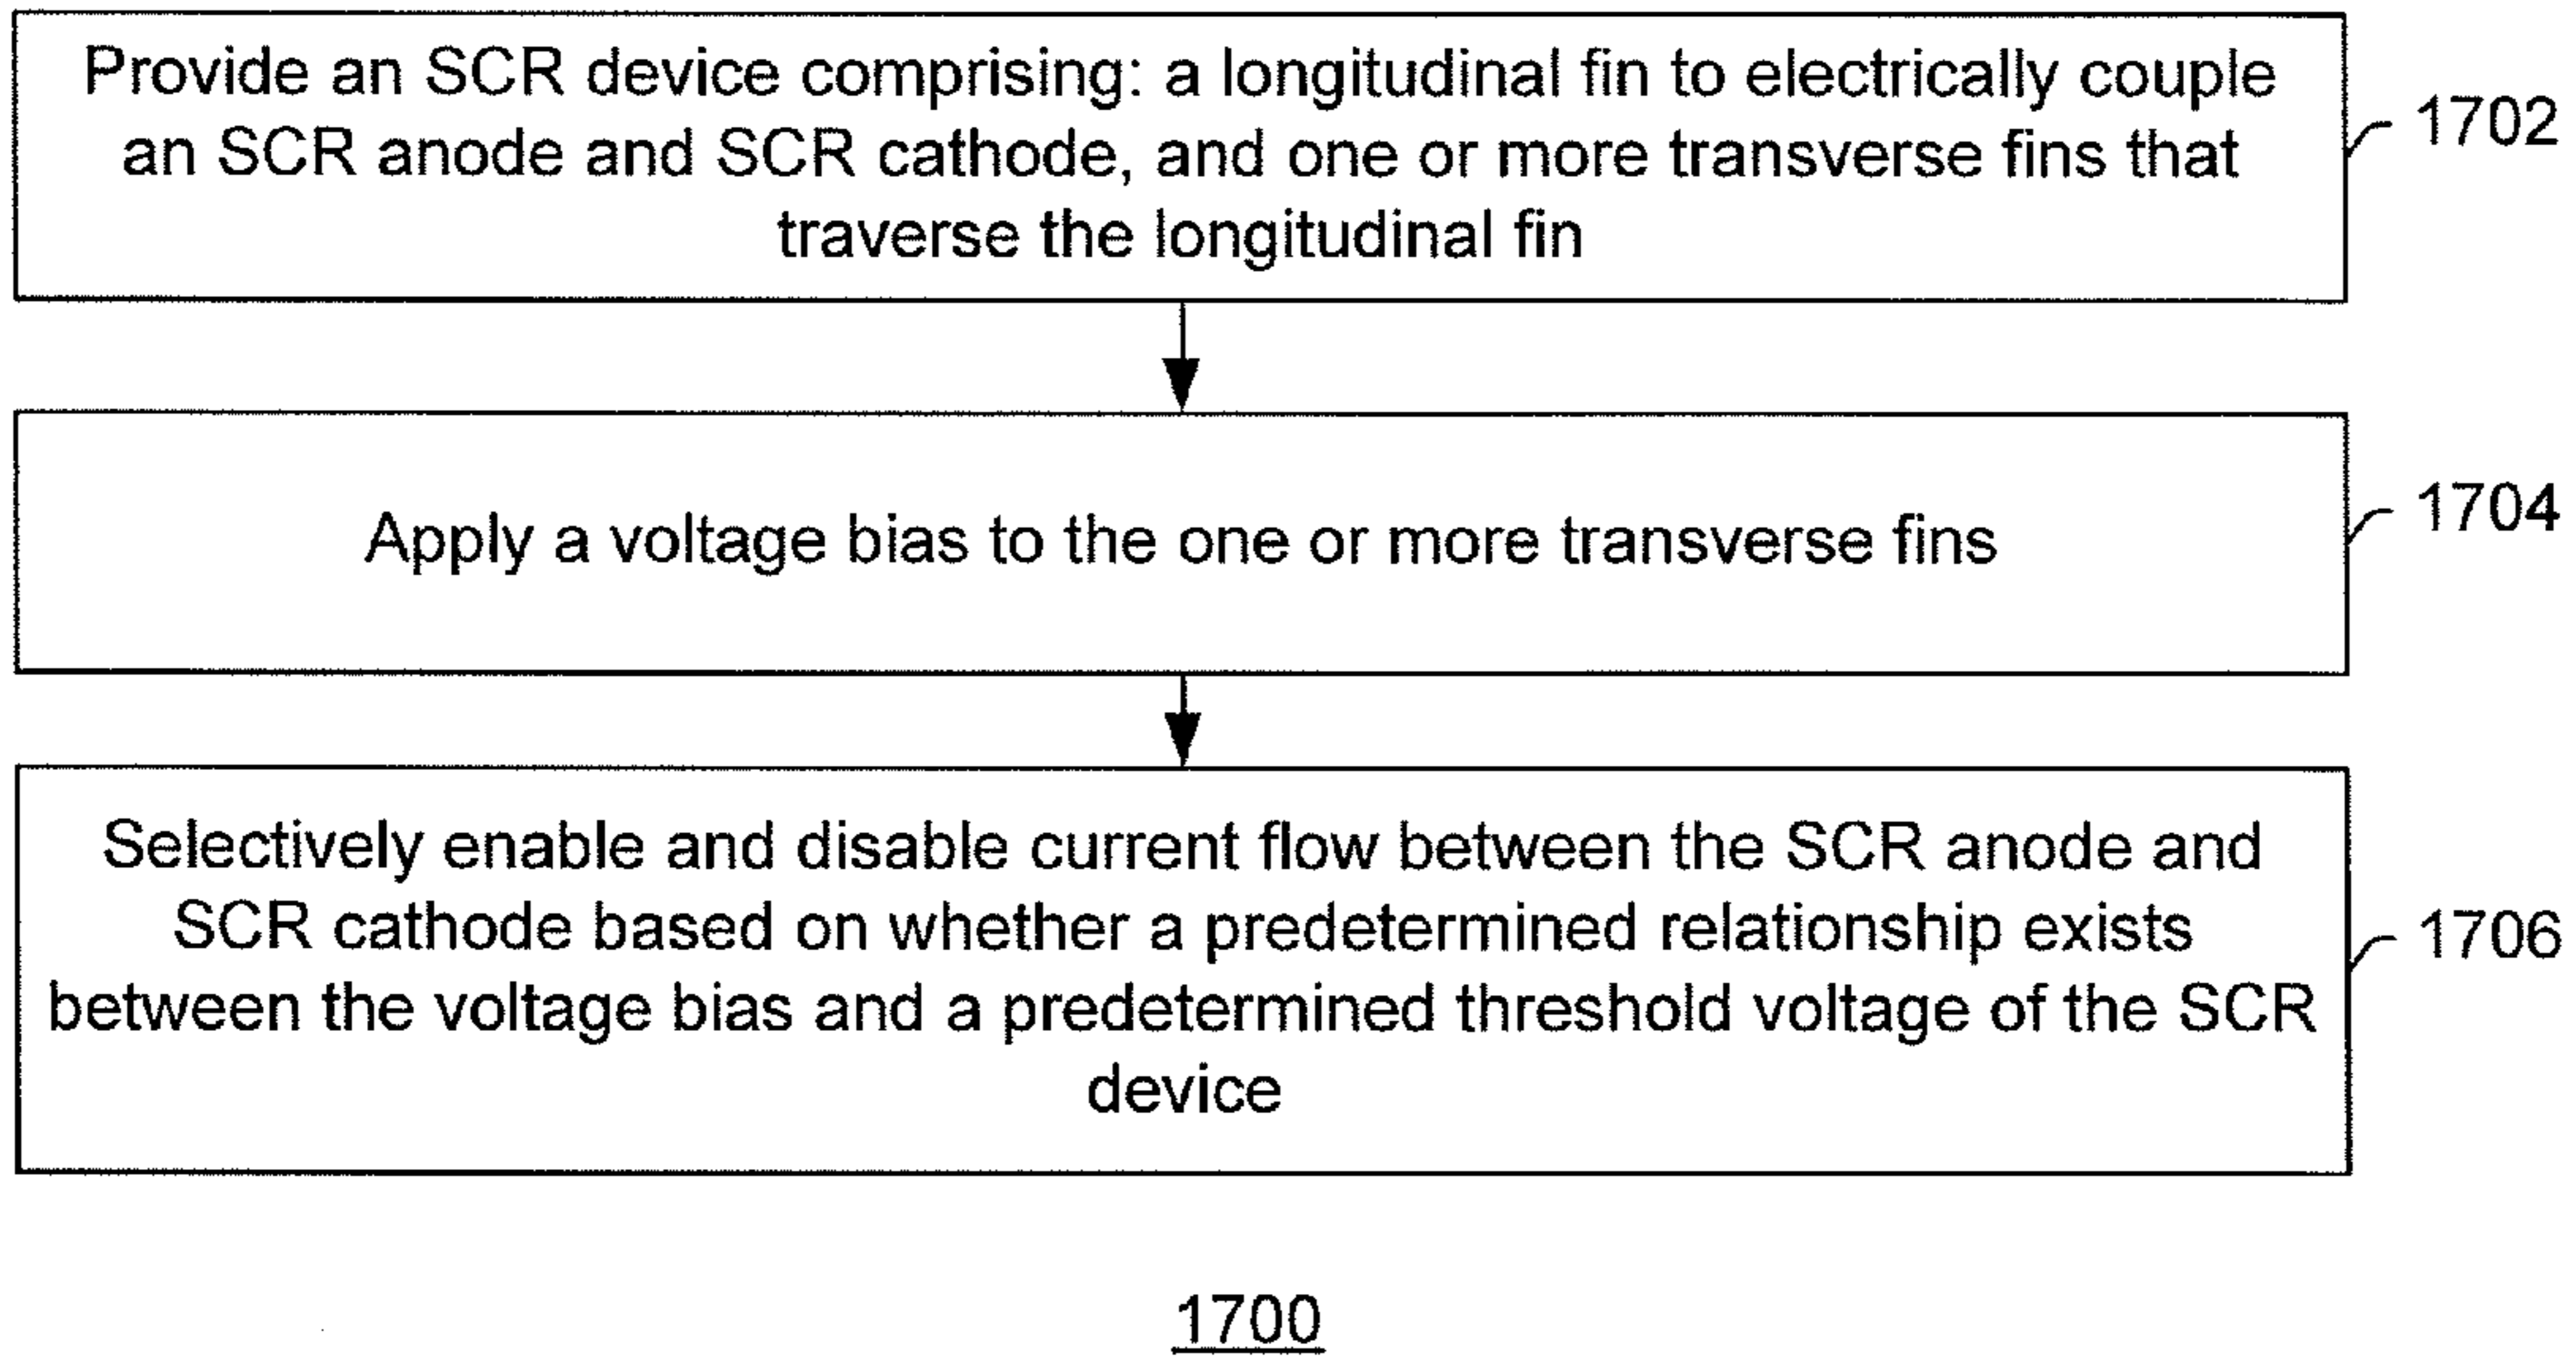 Provide an SCR device comprising: a longitudinal fin to electrically couple
an SCR anode and SCR cathode, and one or more transverse fins that
traverse the longitudinal fin
1702
Apply a voltage bias to the one or more transverse fins
1704
Selectively enable and disable current flow between the SCR anode and
SCR cathode based on whether a predetermined relationship exists
between the voltage bias and a predetermined threshold voltage of the SCR
device
1706
1700